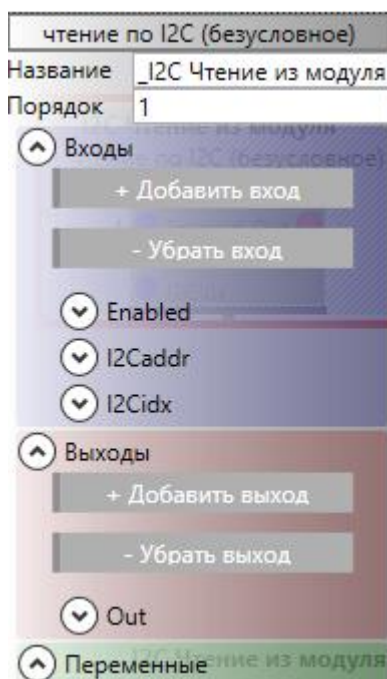 чтение по I2C (безусловное)
Название _I2C Чтение из модуля
Порядок 1
Входы
+ Добавить вход
- Убрать вход
Enabled
I2Caddr
I2Cidx
Выходы
+ Добавить выход
- Убрать выход
Out
Переменные